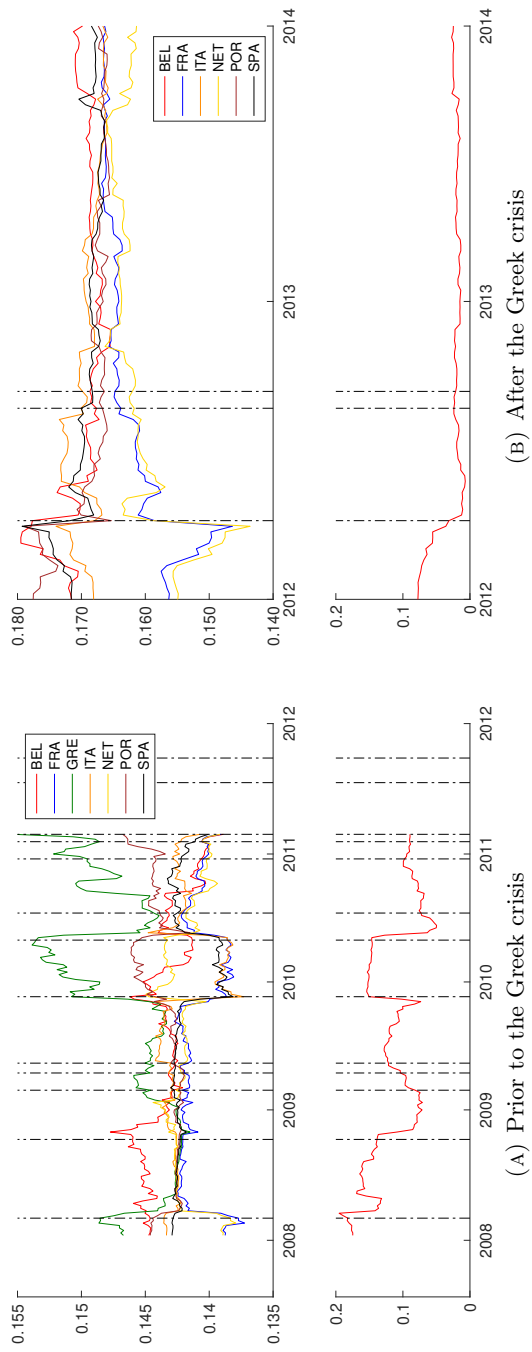 0.155
0.15
0.145
0.14
0.135
BEL
FRA
GRE
ITA
NET
POR
SPA
2008
2009
2010
2011
2012
0.2
0.1
0
2008
2009
2010
2011
2012
(A) Prior to the Greek crisis
0.180
0.170
0.160
0.150
0.140
BEL
FRA
ITA
NET
POR
SPA
2012
2013
2014
0.2
0.1
0
2012
2013
2014
(B) After the Greek crisis